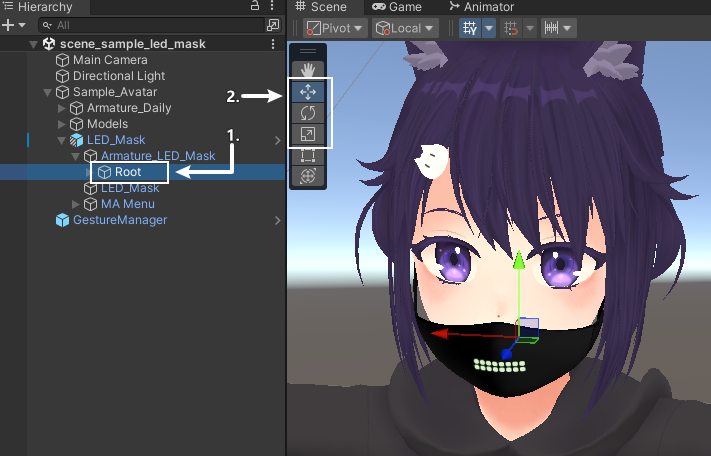 Hierarchy
All
scene_sample_led_mask
Main Camera
Directional Light
Sample_Avatar
Armature_Daily
Models
LED_Mask
Armature_LED_Mask
Root
LED_Mask
MA Menu
GestureManager
1.
2.
Scene
Game
Animator
Pivot
Local
Y